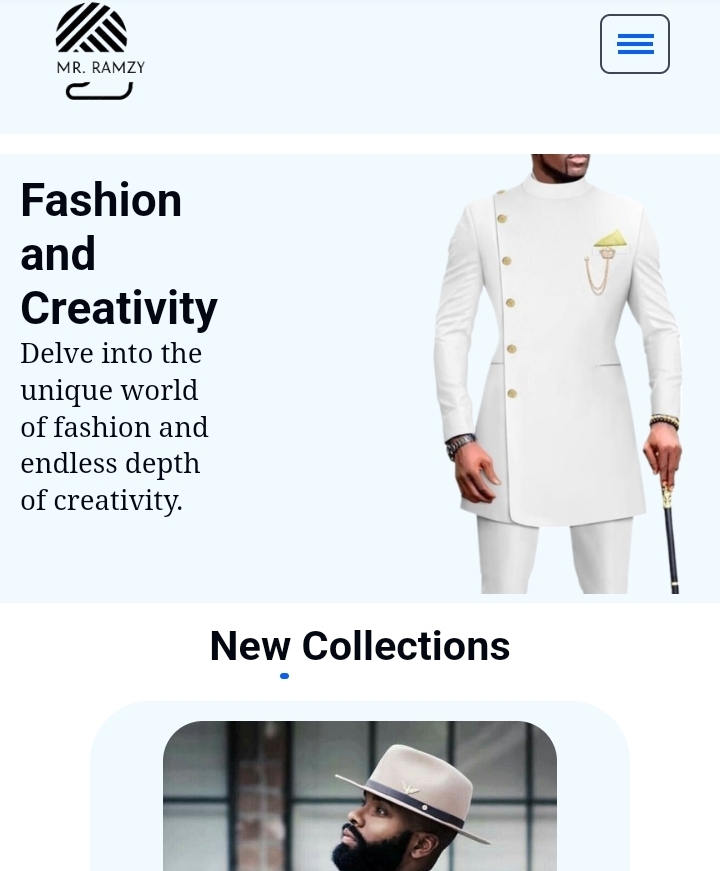 MR. RAMZY
Fashion
and
Creativity
Delve into the
unique world
of fashion and
endless depth
of creativity.
New Collections